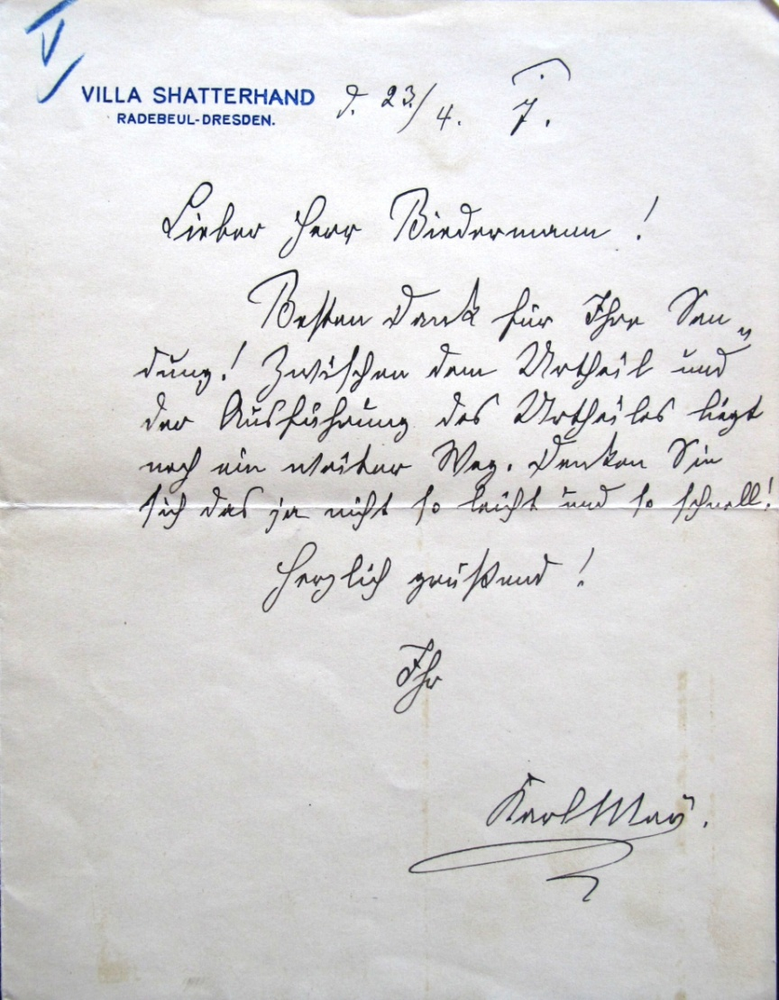 V
VILLA SHATTERHAND
RADEBEUL-DRESDEN.
d. 23./4. 7.
Lieber Herr Biedermann!
Besten Dank für Ihre Sen„
dung! Zwischen dem Urtheil und
der Ausführung des Urtheiles liegt
noch ein weiter Weg. Denken Sie
sich das ja nicht so leicht und so schnell!
Herzlich grüßend!
Ihr
Karl May.